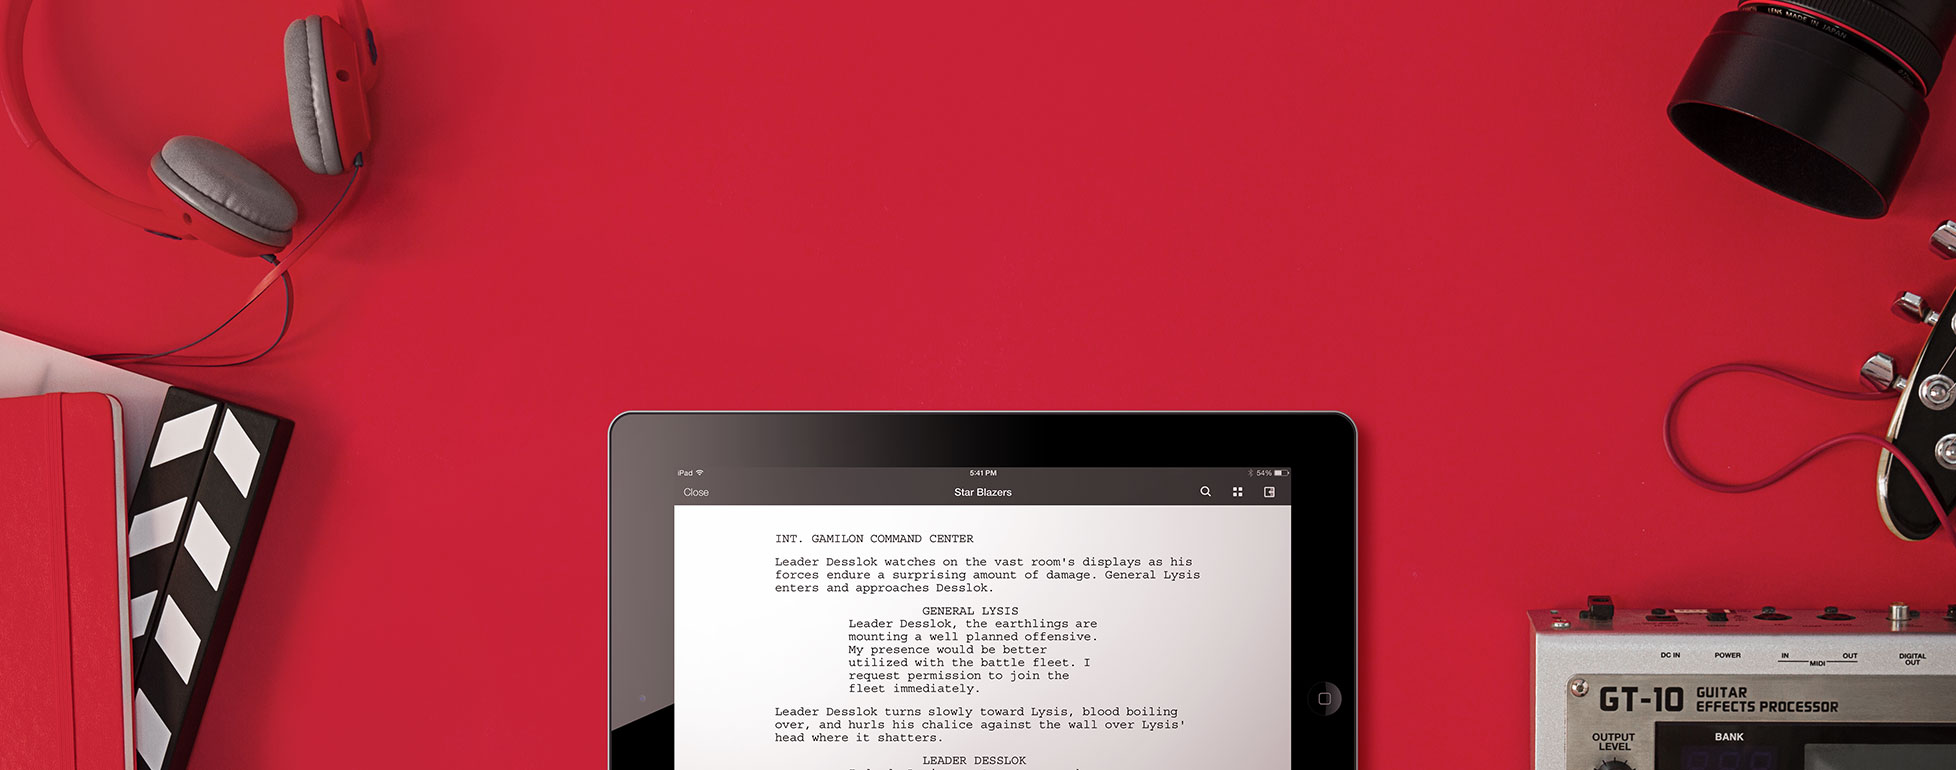 LENS MADE IN JAPAN
iPad
5:41 PM
54%
Close
Star Blazers
INT. GAMILON COMMAND CENTER
Leader Desslok watches on the vast room's displays as his
forces endure a surprising amount of damage. General Lysis
enters and approaches Desslok.
GENERAL LYSIS
Leader Desslok, the earthlings are
mounting a well planned offensive.
My presence would be better
utilized with the battle fleet. I
request permission to join the
fleet immediately.
Leader Desslok turns slowly toward Lysis, blood boiling
over, and hurls his chalice against the wall over Lysis'
head where it shatters.
LEADER DESSLOK
DC IN
POWER
IN
OUT
MIDI
DIGITAL
OUT
GT-10
GUITAR
EFFECTS PROCESSOR
OUTPUT
LEVEL
BANK